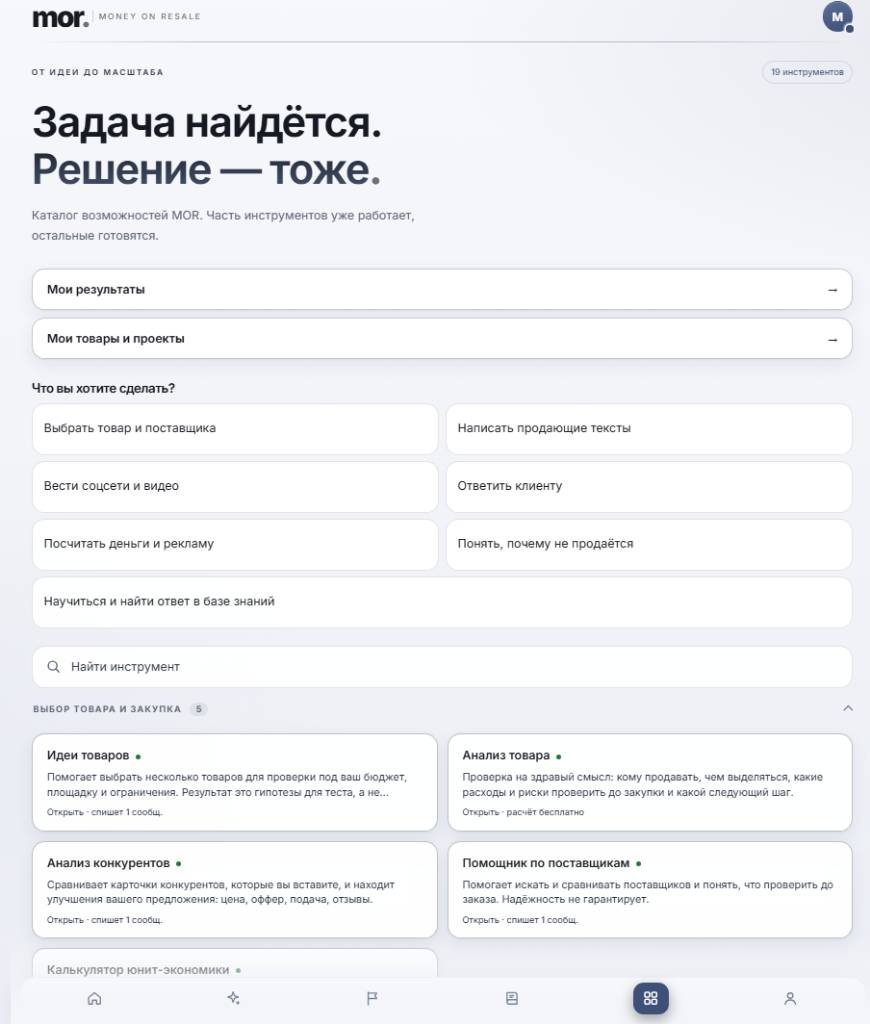 mor. MONEY ON RESALE
M
ОТ ИДЕИ ДО МАСШТАБА
19 инструментов
Задача найдётся.
Решение — тоже.
Каталог возможностей MOR. Часть инструментов уже работает,
остальные готовятся.
Мои результаты →
Мои товары и проекты →
Что вы хотите сделать?
Выбрать товар и поставщика
Написать продающие тексты
Вести соцсети и видео
Ответить клиенту
Посчитать деньги и рекламу
Понять, почему не продаётся
Научиться и найти ответ в базе знаний
Найти инструмент
ВЫБОР ТОВАРА И ЗАКУПКА 5
Идеи товаров
Помогает выбрать несколько товаров для проверки под ваш бюджет,
площадку и ограничения. Результат это гипотезы для теста, а не...
Открыть · спишет 1 сообщ.
Анализ товара
Проверка на здравый смысл: кому продавать, чем выделяться, какие
расходы и риски проверить до закупки и какой следующий шаг.
Открыть · расчёт бесплатно
Анализ конкурентов
Сравнивает карточки конкурентов, которые вы вставите, и находит
улучшения вашего предложения: цена, оффер, подача, отзывы.
Открыть · спишет 1 сообщ.
Помощник по поставщикам
Помогает искать и сравнивать поставщиков и понять, что проверить до
заказа. Надёжность не гарантирует.
Открыть · спишет 1 сообщ.
Калькулятор юнит-экономики